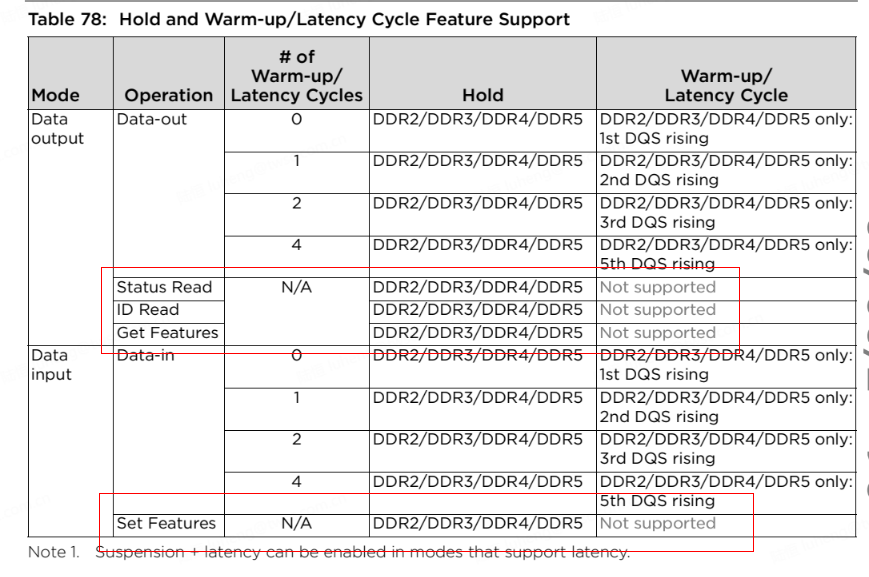 Table 78: Hold and Warm-up/Latency Cycle Feature Support
Mode Operation # of Warm-up/ Latency Cycles Hold Warm-up/ Latency Cycle
Data output Data-out 0 DDR2/DDR3/DDR4/DDR5 DDR2/DDR3/DDR4/DDR5 only: 1st DQS rising
1 DDR2/DDR3/DDR4/DDR5 DDR2/DDR3/DDR4/DDR5 only: 2nd DQS rising
2 DDR2/DDR3/DDR4/DDR5 DDR2/DDR3/DDR4/DDR5 only: 3rd DQS rising
4 DDR2/DDR3/DDR4/DDR5 DDR2/DDR3/DDR4/DDR5 only: 5th DQS rising
Status Read N/A DDR2/DDR3/DDR4/DDR5 Not supported
ID Read DDR2/DDR3/DDR4/DDR5 Not supported
Get Features DDR2/DDR3/DDR4/DDR5 Not supported
Data input Data-in 0 DDR2/DDR3/DDR4/DDR5 DDR2/DDR3/DDR4/DDR5 only: 1st DQS rising
1 DDR2/DDR3/DDR4/DDR5 DDR2/DDR3/DDR4/DDR5 only: 2nd DQS rising
2 DDR2/DDR3/DDR4/DDR5 DDR2/DDR3/DDR4/DDR5 only: 3rd DQS rising
4 DDR2/DDR3/DDR4/DDR5 DDR2/DDR3/DDR4/DDR5 only: 5th DQS rising
Set Features N/A DDR2/DDR3/DDR4/DDR5 Not supported
Note 1. Suspension + latency can be enabled in modes that support latency.